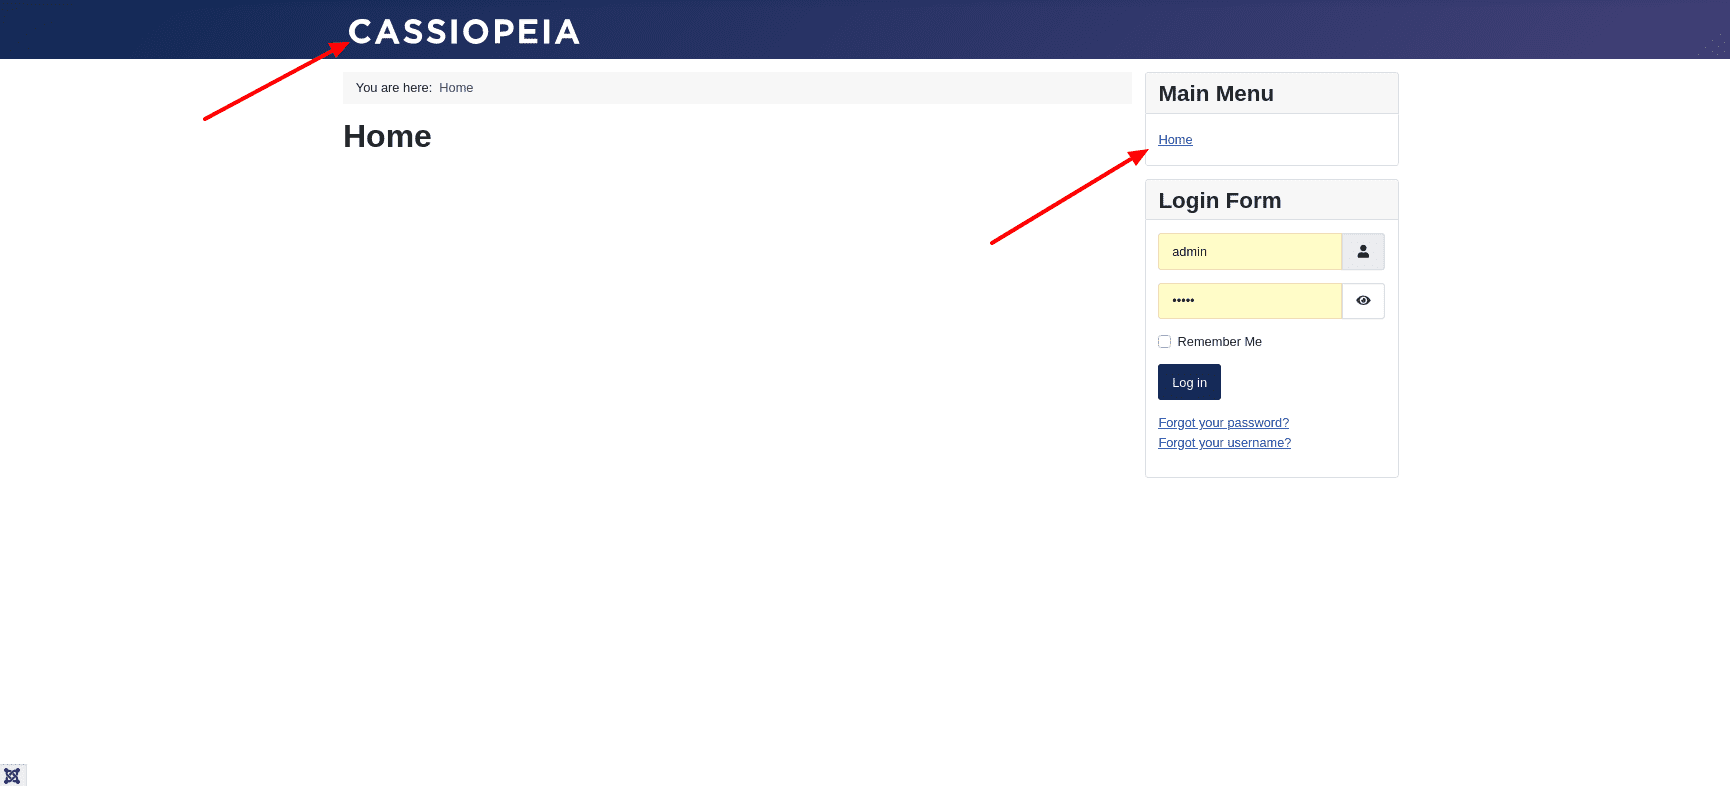 CASSIOPEIA
You are here: Home
Home
Main Menu
Home
Login Form
admin
•••••
Remember Me
Log in
Forgot your password?
Forgot your username?